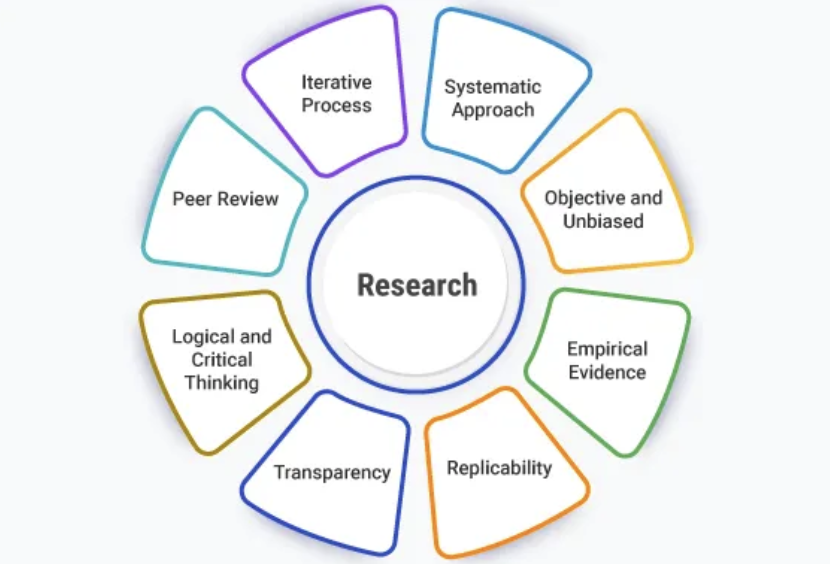 Iterative
Process
Systematic
Approach
Peer Review
Objective and
Unbiased
Research
Logical and
Critical
Thinking
Empirical
Evidence
Transparency
Replicability